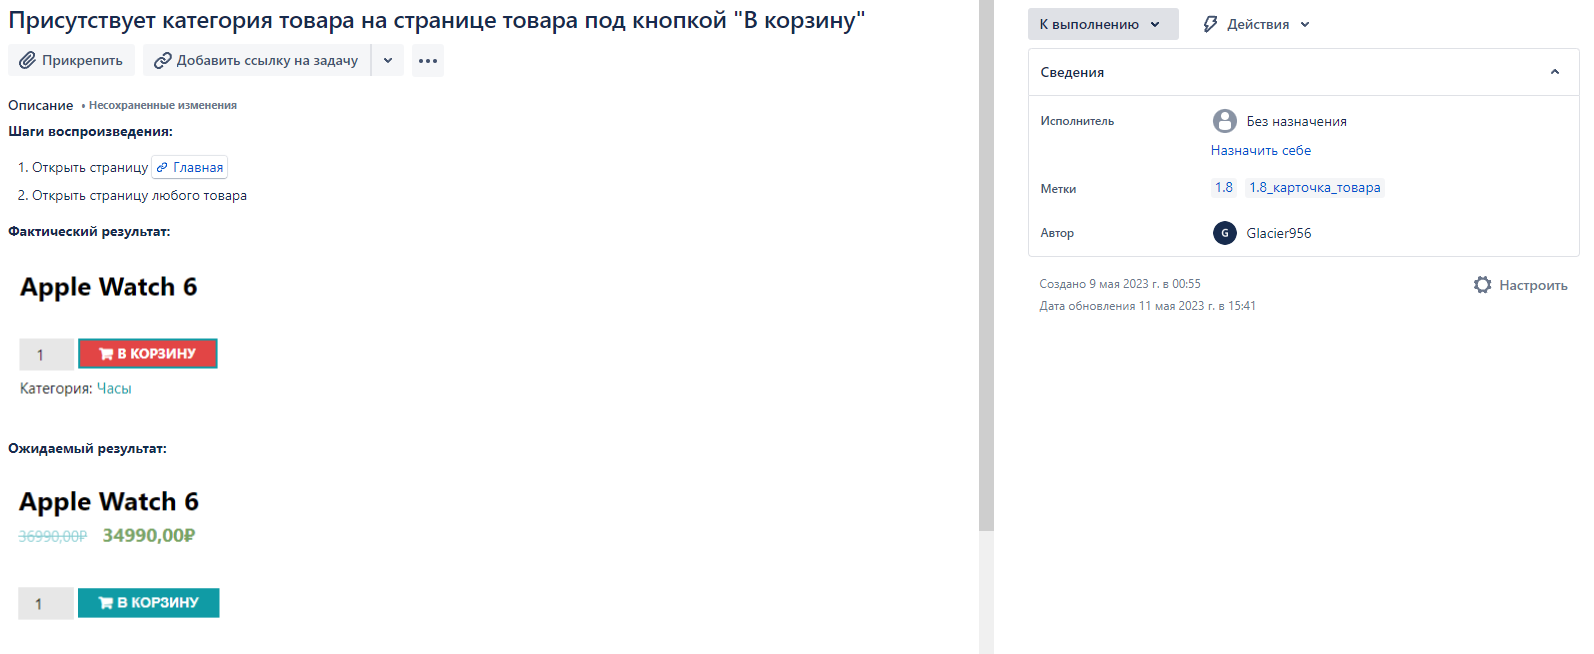 Присутствует категория товара на странице товара под кнопкой "В корзину"
Прикрепить
Добавить ссылку на задачу
Описание • Несохраненные изменения
Шаги воспроизведения:
1. Открыть страницу Главная
2. Открыть страницу любого товара
Фактический результат:
Apple Watch 6
1 В КОРЗИНУ
Категория: Часы
Ожидаемый результат:
Apple Watch 6
36990,00₽ 34990,00₽
1 В КОРЗИНУ
К выполнению
Действия
Сведения
Исполнитель Без назначения
Назначить себе
Метки 1.8 1.8_карточка_товара
Автор G Glacier956
Создано 9 мая 2023 г. в 00:55
Настроить
Дата обновления 11 мая 2023 г. в 15:41